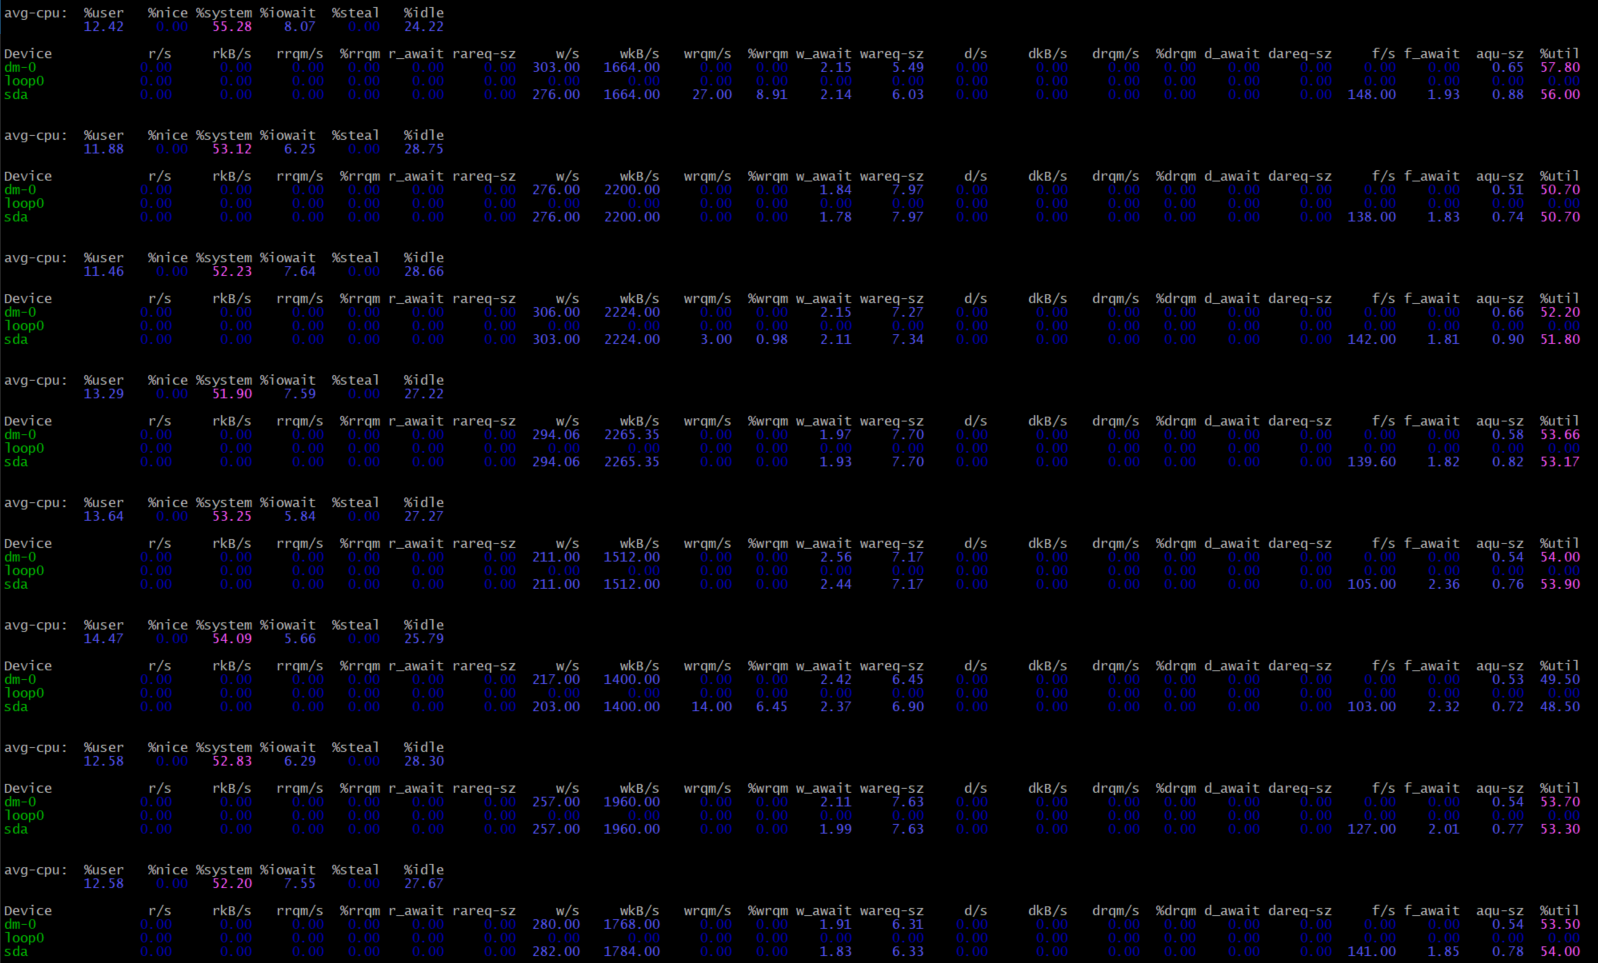 avg-cpu:  %user   %nice %system %iowait  %steal   %idle
          12.42    0.00   55.28    8.07    0.00   24.22
Device            r/s     rkB/s   rrqm/s  %rrqm r_await rareq-sz     w/s     wkB/s   wrqm/s  %wrqm w_await wareq-sz     d/s     dkB/s   drqm/s  %drqm d_await dareq-sz     f/s f_await  aqu-sz  %util
dm-0             0.00      0.00     0.00   0.00    0.00     0.00  303.00   1664.00     0.00   0.00    2.15     5.49    0.00      0.00     0.00   0.00    0.00     0.00    0.00    0.00    0.65  57.80
loop0            0.00      0.00     0.00   0.00    0.00     0.00    0.00      0.00     0.00   0.00    0.00     0.00    0.00      0.00     0.00   0.00    0.00     0.00    0.00    0.00    0.00   0.00
sda              0.00      0.00     0.00   0.00    0.00     0.00  276.00   1664.00    27.00   8.91    2.14     6.03    0.00      0.00     0.00   0.00    0.00     0.00  148.00    1.93    0.88  56.00
avg-cpu:  %user   %nice %system %iowait  %steal   %idle
          11.88    0.00   53.12    6.25    0.00   28.75
Device            r/s     rkB/s   rrqm/s  %rrqm r_await rareq-sz     w/s     wkB/s   wrqm/s  %wrqm w_await wareq-sz     d/s     dkB/s   drqm/s  %drqm d_await dareq-sz     f/s f_await  aqu-sz  %util
dm-0             0.00      0.00     0.00   0.00    0.00     0.00  276.00   2200.00     0.00   0.00    1.84     7.97    0.00      0.00     0.00   0.00    0.00     0.00    0.00    0.00    0.51  50.70
loop0            0.00      0.00     0.00   0.00    0.00     0.00    0.00      0.00     0.00   0.00    0.00     0.00    0.00      0.00     0.00   0.00    0.00     0.00    0.00    0.00    0.00   0.00
sda              0.00      0.00     0.00   0.00    0.00     0.00  276.00   2200.00     0.00   0.00    1.78     7.97    0.00      0.00     0.00   0.00    0.00     0.00  138.00    1.83    0.74  50.70
avg-cpu:  %user   %nice %system %iowait  %steal   %idle
          11.46    0.00   52.23    7.64    0.00   28.66
Device            r/s     rkB/s   rrqm/s  %rrqm r_await rareq-sz     w/s     wkB/s   wrqm/s  %wrqm w_await wareq-sz     d/s     dkB/s   drqm/s  %drqm d_await dareq-sz     f/s f_await  aqu-sz  %util
dm-0             0.00      0.00     0.00   0.00    0.00     0.00  306.00   2224.00     0.00   0.00    2.15     7.27    0.00      0.00     0.00   0.00    0.00     0.00    0.00    0.00    0.66  52.20
loop0            0.00      0.00     0.00   0.00    0.00     0.00    0.00      0.00     0.00   0.00    0.00     0.00    0.00      0.00     0.00   0.00    0.00     0.00    0.00    0.00    0.00   0.00
sda              0.00      0.00     0.00   0.00    0.00     0.00  303.00   2224.00     3.00   0.98    2.11     7.34    0.00      0.00     0.00   0.00    0.00     0.00  142.00    1.81    0.90  51.80
avg-cpu:  %user   %nice %system %iowait  %steal   %idle
          13.29    0.00   51.90    7.59    0.00   27.22
Device            r/s     rkB/s   rrqm/s  %rrqm r_await rareq-sz     w/s     wkB/s   wrqm/s  %wrqm w_await wareq-sz     d/s     dkB/s   drqm/s  %drqm d_await dareq-sz     f/s f_await  aqu-sz  %util
dm-0             0.00      0.00     0.00   0.00    0.00     0.00  294.06   2265.35     0.00   0.00    1.97     7.70    0.00      0.00     0.00   0.00    0.00     0.00    0.00    0.00    0.58  53.66
loop0            0.00      0.00     0.00   0.00    0.00     0.00    0.00      0.00     0.00   0.00    0.00     0.00    0.00      0.00     0.00   0.00    0.00     0.00    0.00    0.00    0.00   0.00
sda              0.00      0.00     0.00   0.00    0.00     0.00  294.06   2265.35     0.00   0.00    1.93     7.70    0.00      0.00     0.00   0.00    0.00     0.00  139.60    1.82    0.82  53.17
avg-cpu:  %user   %nice %system %iowait  %steal   %idle
          13.64    0.00   53.25    5.84    0.00   27.27
Device            r/s     rkB/s   rrqm/s  %rrqm r_await rareq-sz     w/s     wkB/s   wrqm/s  %wrqm w_await wareq-sz     d/s     dkB/s   drqm/s  %drqm d_await dareq-sz     f/s f_await  aqu-sz  %util
dm-0             0.00      0.00     0.00   0.00    0.00     0.00  211.00   1512.00     0.00   0.00    2.56     7.17    0.00      0.00     0.00   0.00    0.00     0.00    0.00    0.00    0.54  54.00
loop0            0.00      0.00     0.00   0.00    0.00     0.00    0.00      0.00     0.00   0.00    0.00     0.00    0.00      0.00     0.00   0.00    0.00     0.00    0.00    0.00    0.00   0.00
sda              0.00      0.00     0.00   0.00    0.00     0.00  211.00   1512.00     0.00   0.00    2.44     7.17    0.00      0.00     0.00   0.00    0.00     0.00  105.00    2.36    0.76  53.90
avg-cpu:  %user   %nice %system %iowait  %steal   %idle
          14.47    0.00   54.09    5.66    0.00   25.79
Device            r/s     rkB/s   rrqm/s  %rrqm r_await rareq-sz     w/s     wkB/s   wrqm/s  %wrqm w_await wareq-sz     d/s     dkB/s   drqm/s  %drqm d_await dareq-sz     f/s f_await  aqu-sz  %util
dm-0             0.00      0.00     0.00   0.00    0.00     0.00  217.00   1400.00     0.00   0.00    2.42     6.45    0.00      0.00     0.00   0.00    0.00     0.00    0.00    0.00    0.53  49.50
loop0            0.00      0.00     0.00   0.00    0.00     0.00    0.00      0.00     0.00   0.00    0.00     0.00    0.00      0.00     0.00   0.00    0.00     0.00    0.00    0.00    0.00   0.00
sda              0.00      0.00     0.00   0.00    0.00     0.00  203.00   1400.00    14.00   6.45    2.37     6.90    0.00      0.00     0.00   0.00    0.00     0.00  103.00    2.32    0.72  48.50
avg-cpu:  %user   %nice %system %iowait  %steal   %idle
          12.58    0.00   52.83    6.29    0.00   28.30
Device            r/s     rkB/s   rrqm/s  %rrqm r_await rareq-sz     w/s     wkB/s   wrqm/s  %wrqm w_await wareq-sz     d/s     dkB/s   drqm/s  %drqm d_await dareq-sz     f/s f_await  aqu-sz  %util
dm-0             0.00      0.00     0.00   0.00    0.00     0.00  257.00   1960.00     0.00   0.00    2.11     7.63    0.00      0.00     0.00   0.00    0.00     0.00    0.00    0.00    0.54  53.70
loop0            0.00      0.00     0.00   0.00    0.00     0.00    0.00      0.00     0.00   0.00    0.00     0.00    0.00      0.00     0.00   0.00    0.00     0.00    0.00    0.00    0.00   0.00
sda              0.00      0.00     0.00   0.00    0.00     0.00  257.00   1960.00     0.00   0.00    1.99     7.63    0.00      0.00     0.00   0.00    0.00     0.00  127.00    2.01    0.77  53.30
avg-cpu:  %user   %nice %system %iowait  %steal   %idle
          12.58    0.00   52.20    7.55    0.00   27.67
Device            r/s     rkB/s   rrqm/s  %rrqm r_await rareq-sz     w/s     wkB/s   wrqm/s  %wrqm w_await wareq-sz     d/s     dkB/s   drqm/s  %drqm d_await dareq-sz     f/s f_await  aqu-sz  %util
dm-0             0.00      0.00     0.00   0.00    0.00     0.00  280.00   1768.00     0.00   0.00    1.91     6.31    0.00      0.00     0.00   0.00    0.00     0.00    0.00    0.00    0.54  53.50
loop0            0.00      0.00     0.00   0.00    0.00     0.00    0.00      0.00     0.00   0.00    0.00     0.00    0.00      0.00     0.00   0.00    0.00     0.00    0.00    0.00    0.00   0.00
sda              0.00      0.00     0.00   0.00    0.00     0.00  282.00   1784.00     0.00   0.00    1.83     6.33    0.00      0.00     0.00   0.00    0.00     0.00  141.00    1.85    0.78  54.00